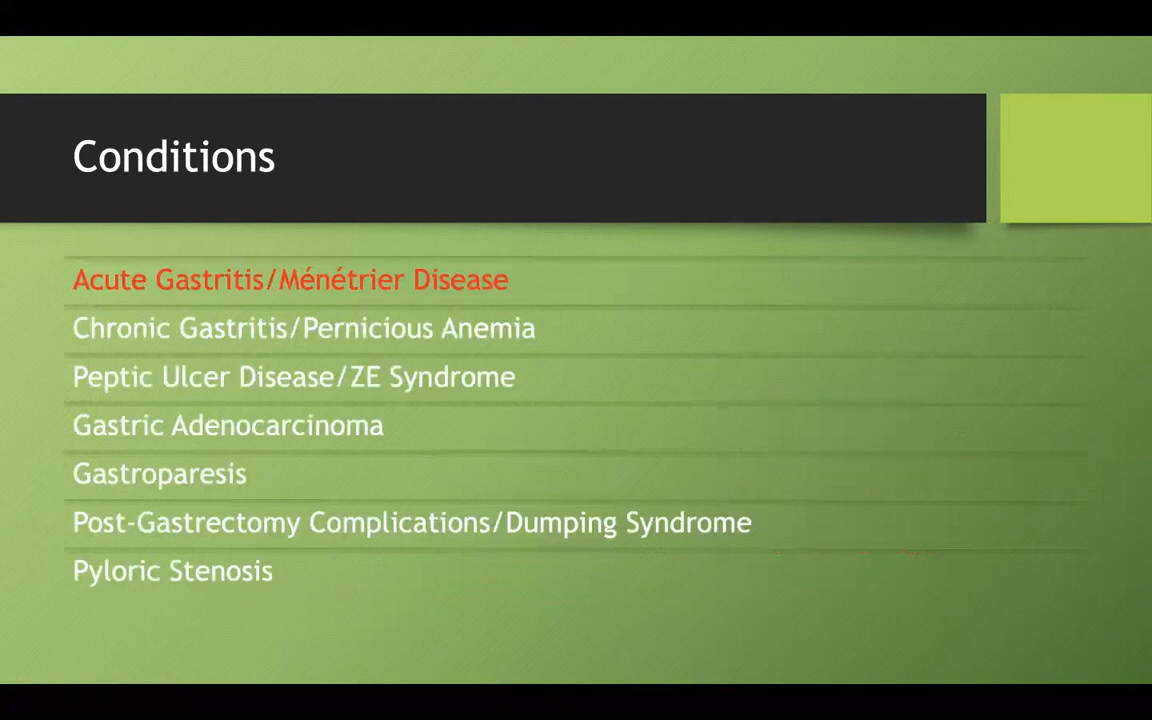 Conditions
Acute Gastritis/Ménétrier Disease
Chronic Gastritis/Pernicious Anemia
Peptic Ulcer Disease/ZE Syndrome
Gastric Adenocarcinoma
Gastroparesis
Post-Gastrectomy Complications/Dumping Syndrome
Pyloric Stenosis